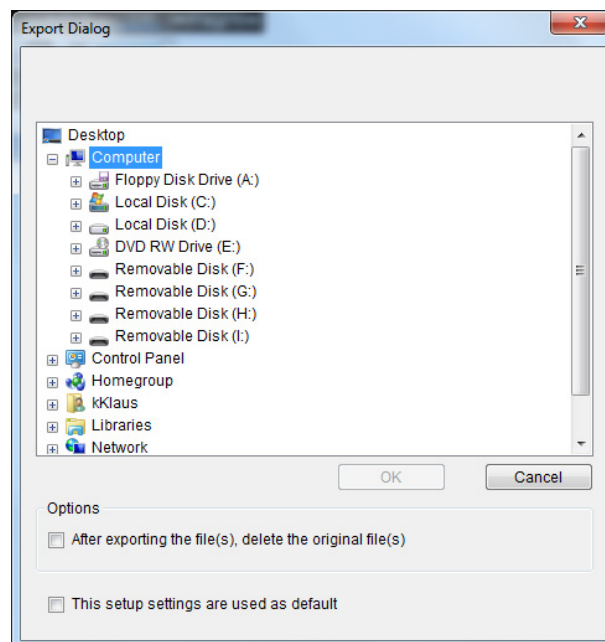 Export Dialog
Desktop
Computer
Floppy Disk Drive (A:)
Local Disk (C:)
Local Disk (D:)
DVD RW Drive (E:)
Removable Disk (F:)
Removable Disk (G:)
Removable Disk (H:)
Removable Disk (I:)
Control Panel
Homegroup
kKlaus
Libraries
Network
OK Cancel
Options
After exporting the file(s), delete the original file(s)
This setup settings are used as default